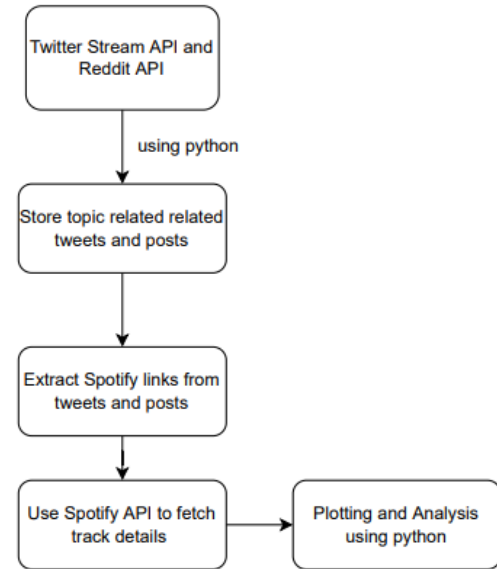 Twitter Stream API and
Reddit API
using python
Store topic related related
tweets and posts
Extract Spotify links from
tweets and posts
Use Spotify API to fetch
track details
Plotting and Analysis
using python